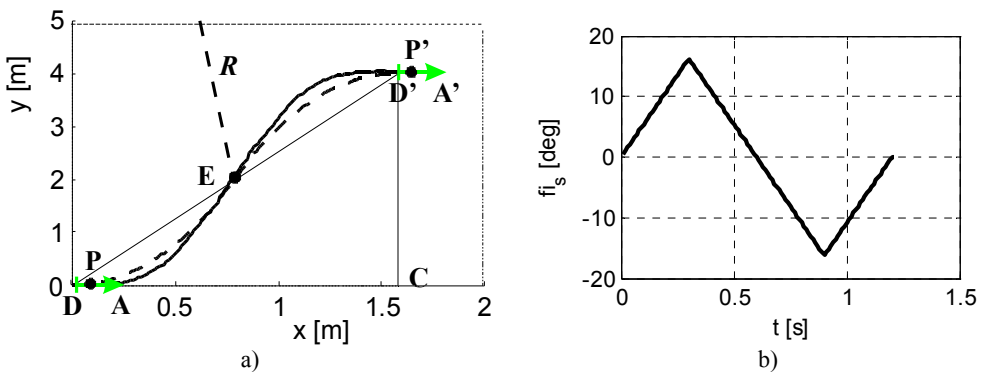 5
4
3
2
1
0
y [m]
R
P'
D' A'
E
P
C
D A
0.5 1 1.5 2
x [m]
a)
20
10
0
-10
-20
fi_s [deg]
0 0.5 1 1.5
t [s]
b)